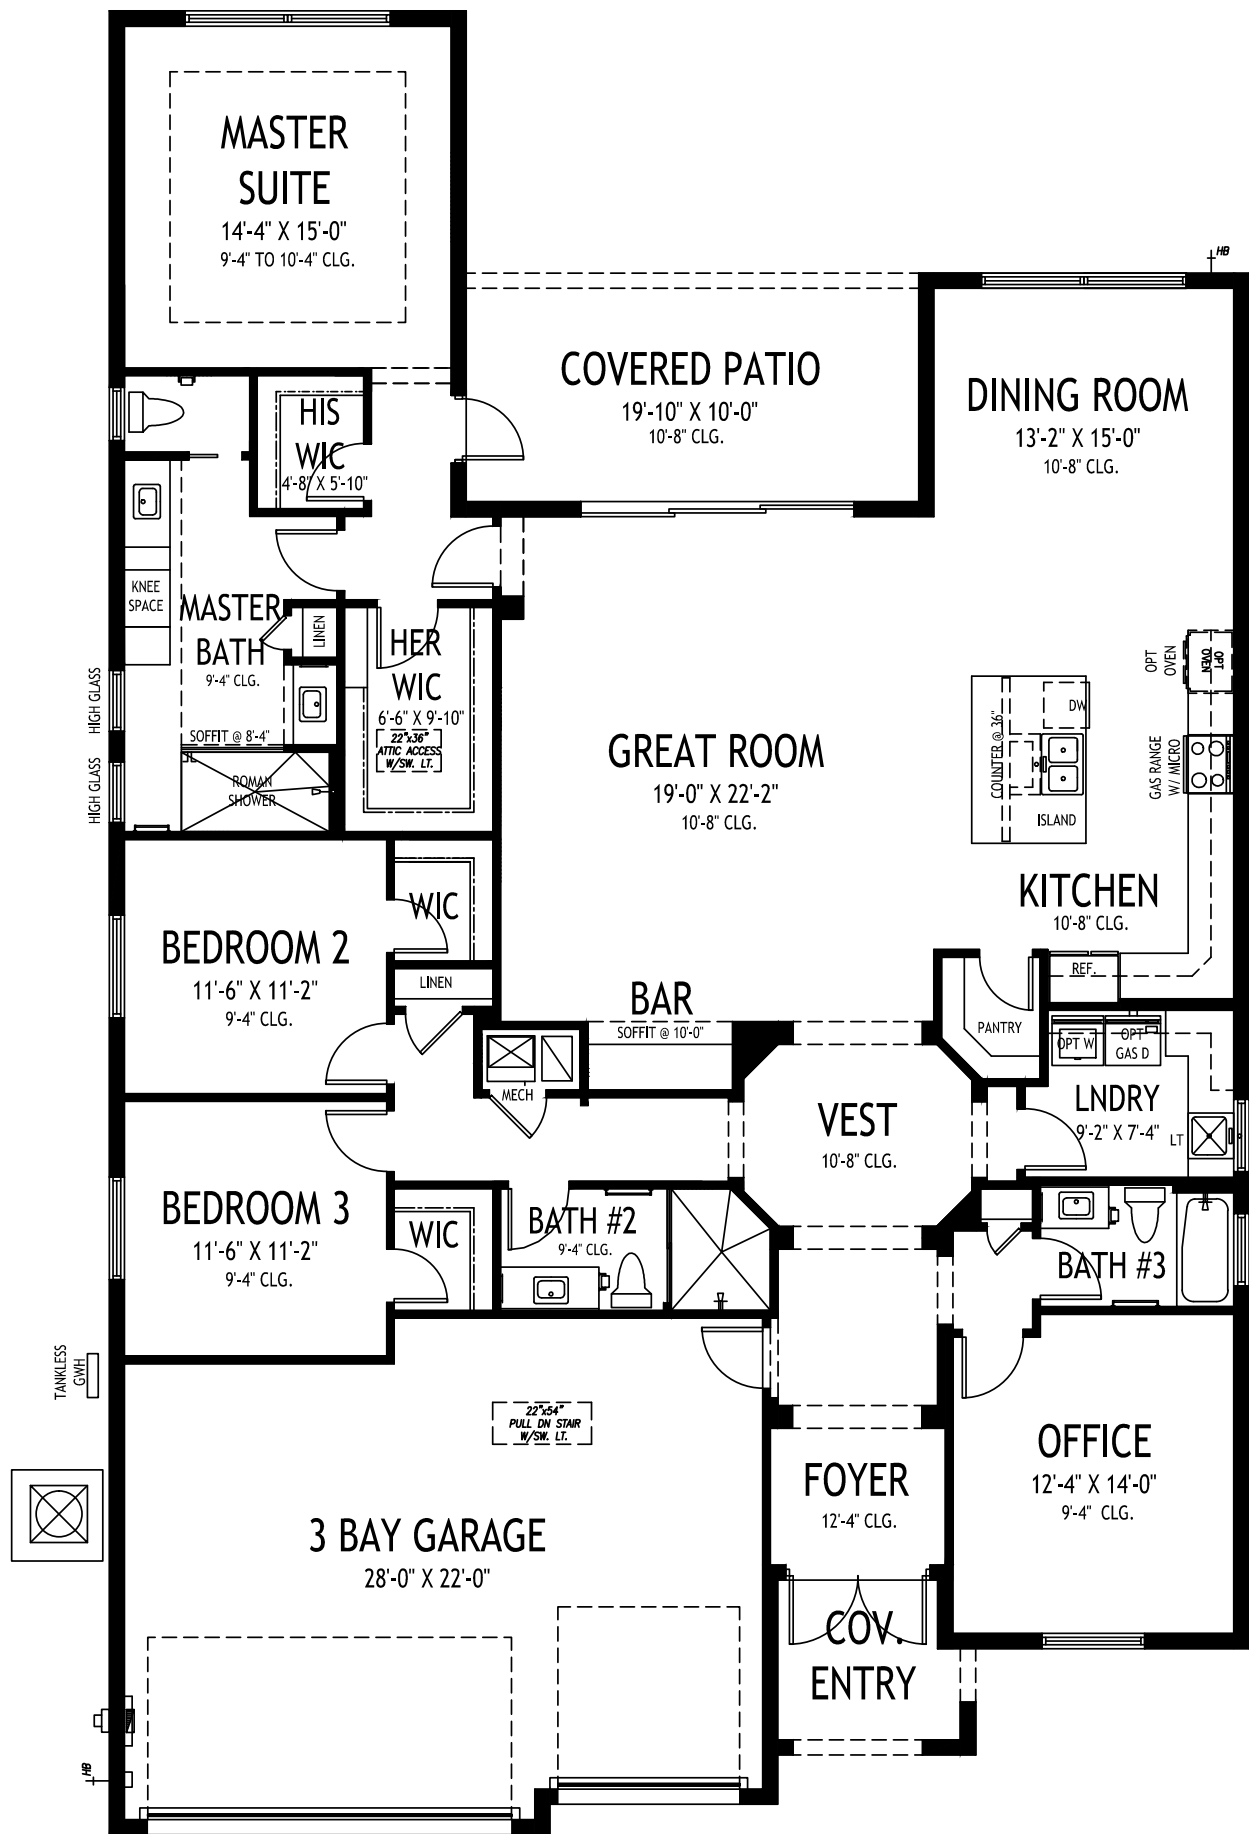 MASTER
SUITE
14'-4" X 15'-0"
9'-4" TO 10'-4" CLG.
HB
COVERED PATIO
19'-10" X 10'-0"
10'-8" CLG.
DINING ROOM
13'-2" X 15'-0"
10'-8" CLG.
HIS
WIC
4'-8" X 5'-10"
KNEE
SPACE
MASTER
BATH
9'-4" CLG.
LINEN
HER
WIC
6'-6" X 9'-10"
22"x36"
ATTIC ACCESS
W/SW. LT.
HIGH GLASS
HIGH GLASS
SOFFIT @ 8'-4"
ROMAN
SHOWER
GREAT ROOM
19'-0" X 22'-2"
10'-8" CLG.
OPT
OVEN
OPT
OVEN
DW
COUNTER @ 36"
ISLAND
GAS RANGE
W/ MICRO
KITCHEN
10'-8" CLG.
REF.
WIC
BEDROOM 2
11'-6" X 11'-2"
9'-4" CLG.
LINEN
BAR
SOFFIT @ 10'-0"
PANTRY
OPT W
OPT
GAS D
MECH
VEST
10'-8" CLG.
LNDRY
9'-2" X 7'-4"
LT
BEDROOM 3
11'-6" X 11'-2"
9'-4" CLG.
WIC
BATH #2
9'-4" CLG.
BATH #3
TANKLESS
GWH
22"x54"
PULL DN STAIR
W/SW. LT.
3 BAY GARAGE
28'-0" X 22'-0"
FOYER
12'-4" CLG.
OFFICE
12'-4" X 14'-0"
9'-4" CLG.
COV.
ENTRY
HB